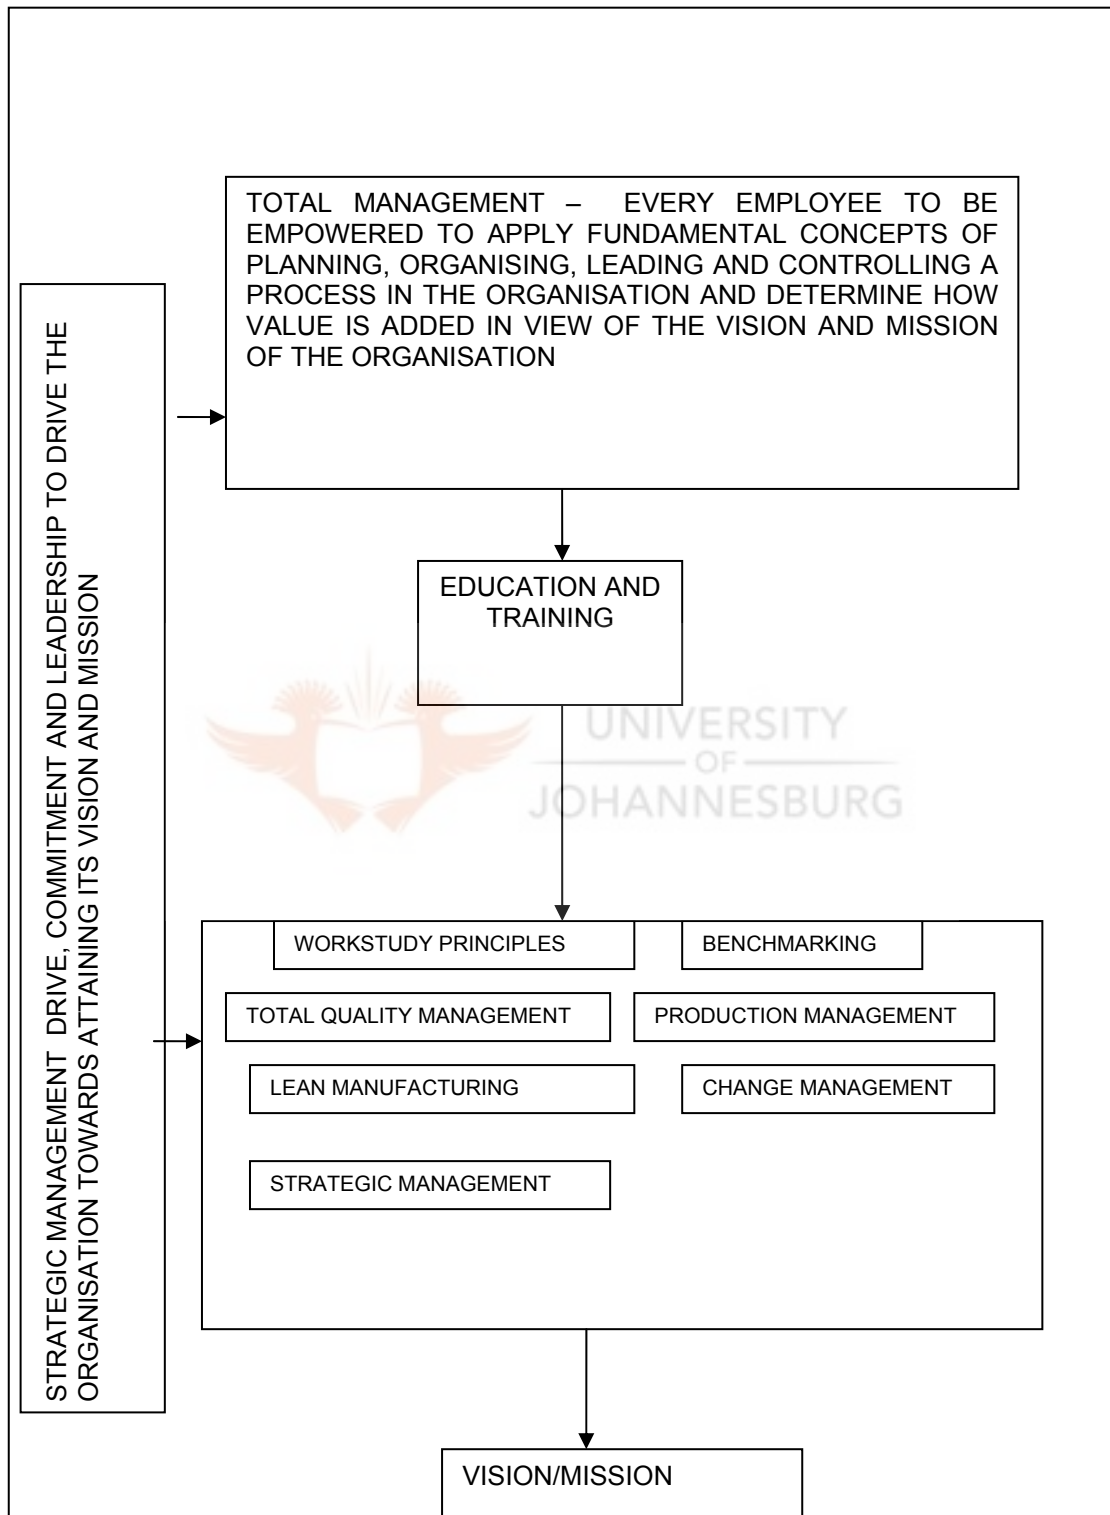 STRATEGIC MANAGEMENT DRIVE, COMMITMENT AND LEADERSHIP TO DRIVE THE
ORGANISATION TOWARDS ATTAINING ITS VISION AND MISSION
TOTAL MANAGEMENT – EVERY EMPLOYEE TO BE
EMPOWERED TO APPLY FUNDAMENTAL CONCEPTS OF
PLANNING, ORGANISING, LEADING AND CONTROLLING A
PROCESS IN THE ORGANISATION AND DETERMINE HOW
VALUE IS ADDED IN VIEW OF THE VISION AND MISSION
OF THE ORGANISATION
EDUCATION AND
TRAINING
UNIVERSITY
OF
JOHANNESBURG
WORKSTUDY PRINCIPLES
BENCHMARKING
TOTAL QUALITY MANAGEMENT
PRODUCTION MANAGEMENT
LEAN MANUFACTURING
CHANGE MANAGEMENT
STRATEGIC MANAGEMENT
VISION/MISSION